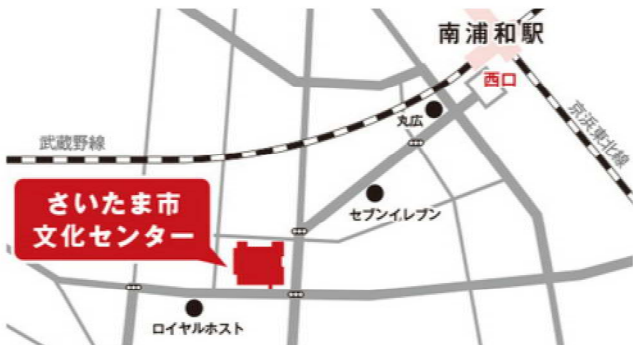 南浦和駅
西口
丸広
京浜東北線
武蔵野線
セブンイレブン
さいたま市
文化センター
ロイヤルホスト